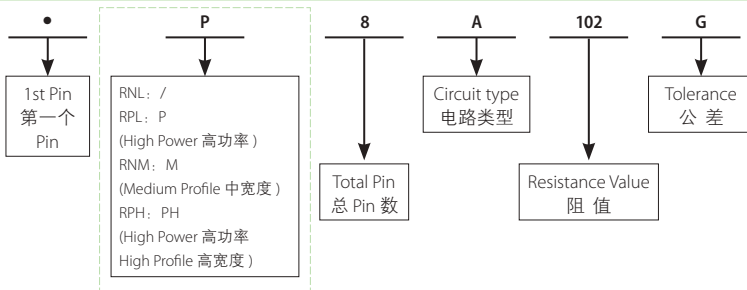 • P 8 A 102 G
1st Pin
第一个
Pin
RNL：/
RPL：P
(High Power 高功率 )
RNM：M
(Medium Profile 中宽度 )
RPH：PH
(High Power 高功率
High Profile 高宽度 )
Total Pin
总 Pin 数
Circuit type
电路类型
Resistance Value
阻 值
Tolerance
公 差